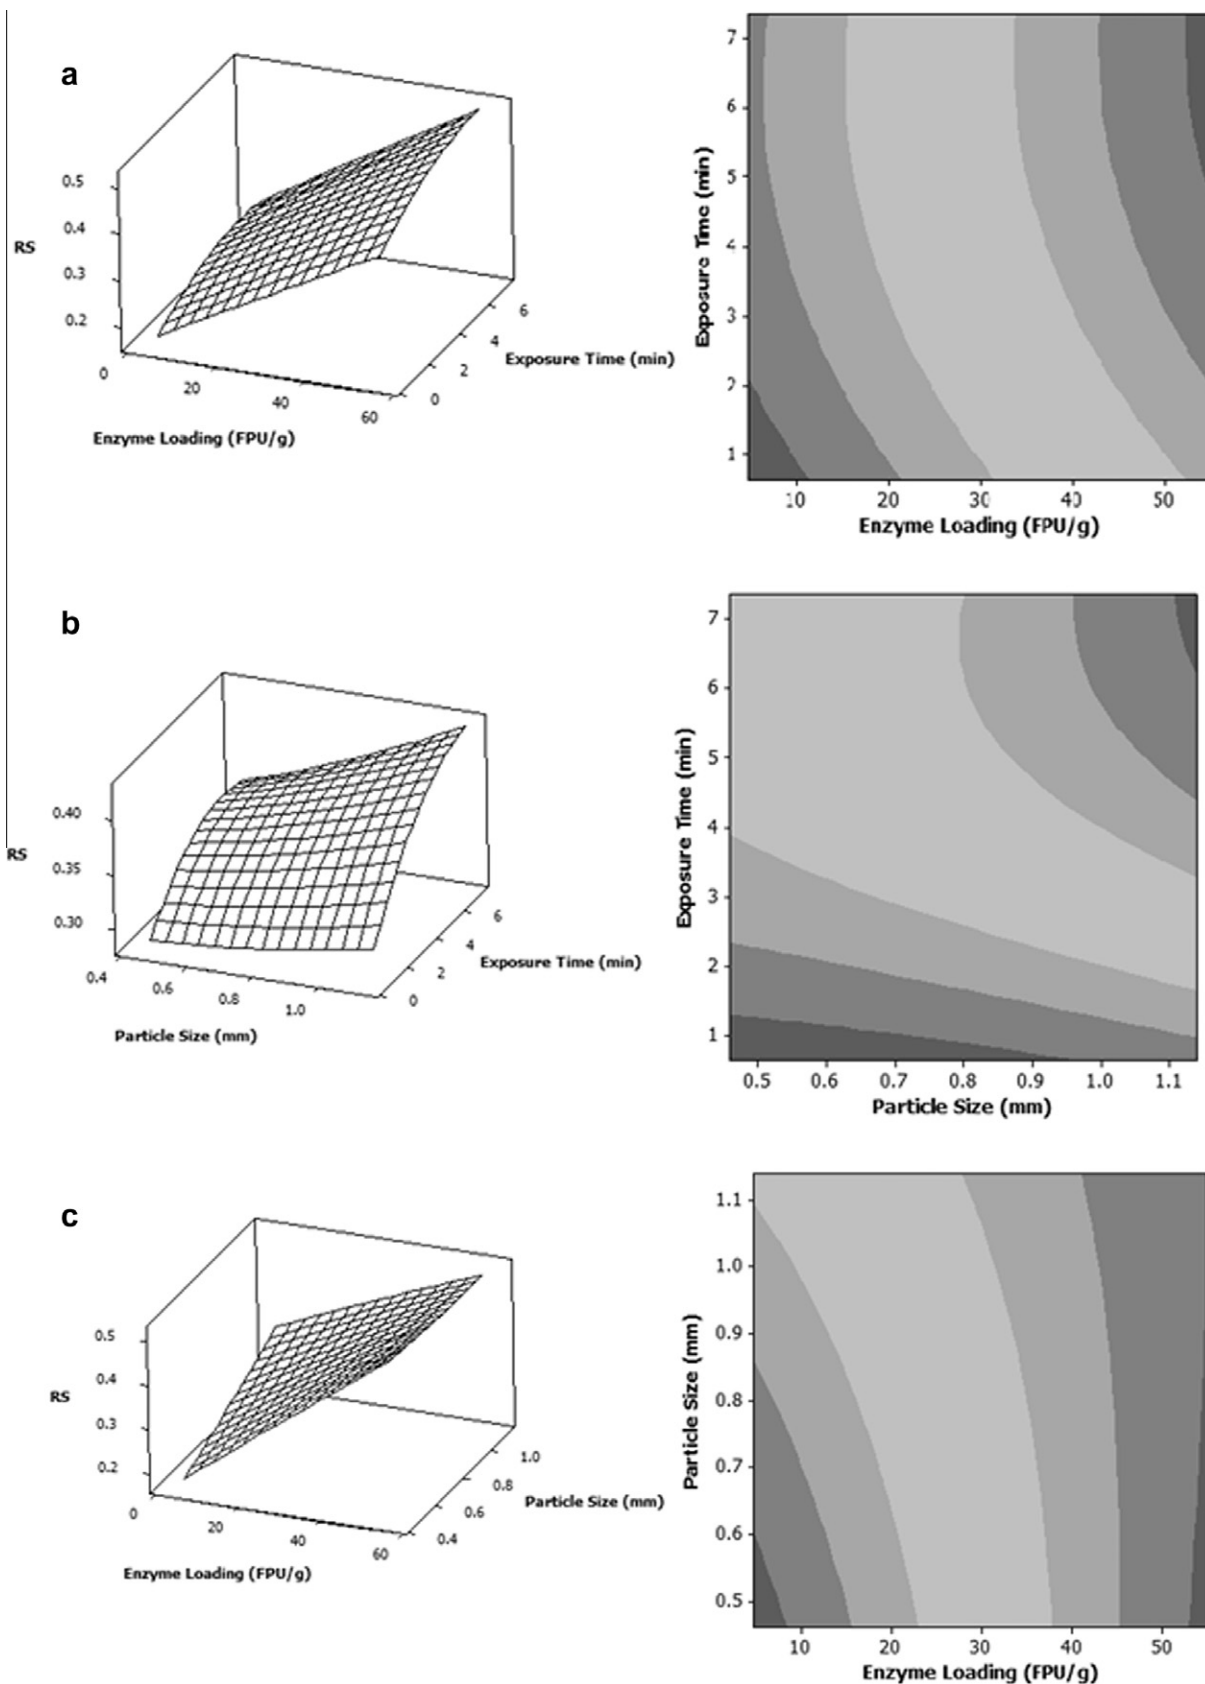 a
0.5
0.4
RS
0.3
0.2
0
20
40
60
Enzyme Loading (FPU/g)
0
2
4
6
Exposure Time (min)
7
6
5
4
3
2
1
Exposure Time (min)
10 20 30 40 50
Enzyme Loading (FPU/g)
b
0.40
RS
0.35
0.30
0.4
0.6
0.8
1.0
Particle Size (mm)
0
2
4
6
Exposure Time (min)
7
6
5
4
3
2
1
Exposure Time (min)
0.5 0.6 0.7 0.8 0.9 1.0 1.1
Particle Size (mm)
c
0.5
0.4
RS
0.3
0.2
0
20
40
60
Enzyme Loading (FPU/g)
0.4
0.6
0.8
1.0
Particle Size (mm)
1.1
1.0
0.9
0.8
0.7
0.6
0.5
Particle Size (mm)
10 20 30 40 50
Enzyme Loading (FPU/g)